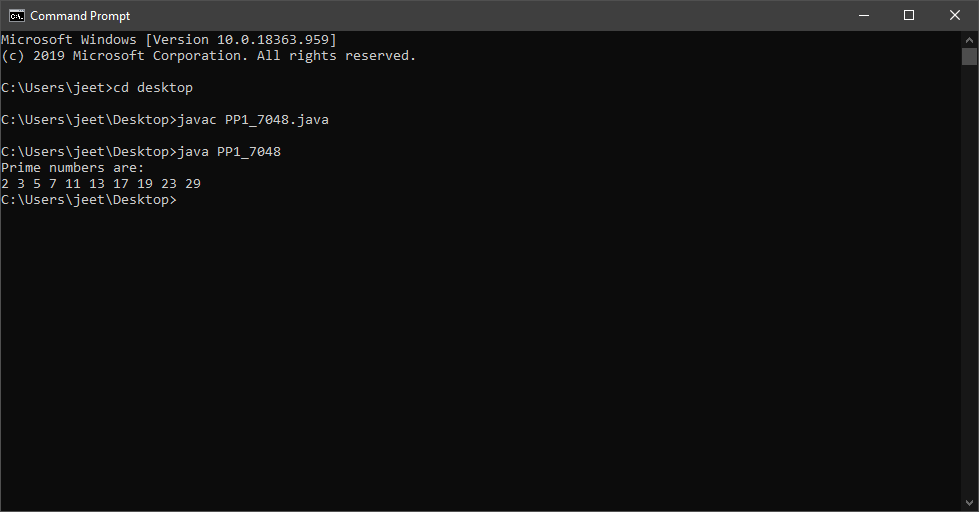 Command Prompt
Microsoft Windows [Version 10.0.18363.959]
(c) 2019 Microsoft Corporation. All rights reserved.
C:\Users\jeet>cd desktop
C:\Users\jeet\Desktop>javac PP1_7048.java
C:\Users\jeet\Desktop>java PP1_7048
Prime numbers are:
2 3 5 7 11 13 17 19 23 29
C:\Users\jeet\Desktop>